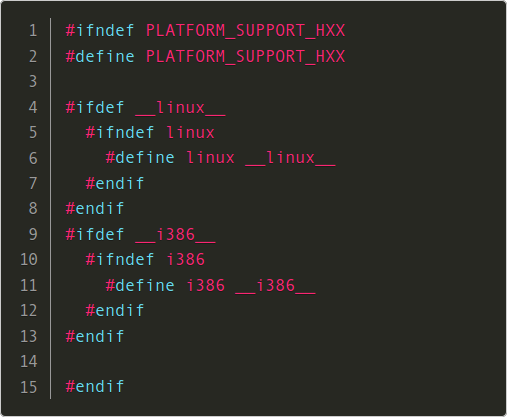 1 #ifndef PLATFORM_SUPPORT_HXX
2 #define PLATFORM_SUPPORT_HXX
3
4 #ifdef __linux__
5   #ifndef linux
6     #define linux __linux__
7   #endif
8 #endif
9 #ifdef __i386__
10   #ifndef i386
11     #define i386 __i386__
12   #endif
13 #endif
14
15 #endif